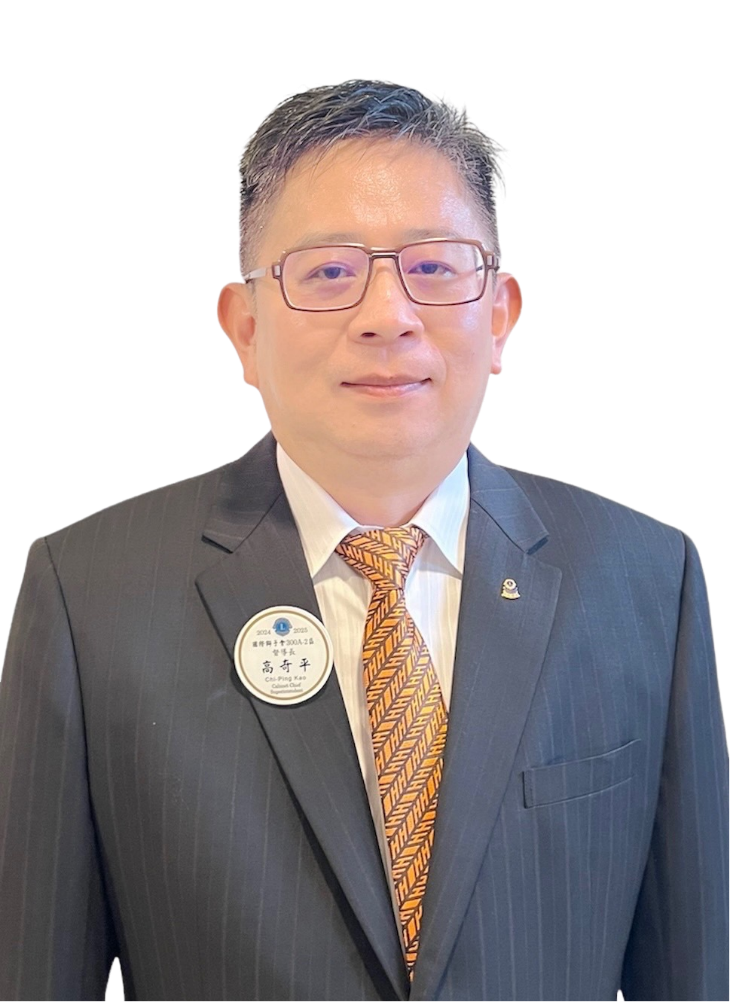 2024 2025
國際獅子會300A-2區
督導長
高奇平
Chi-Ping Kao
Cabinet Chief
Superintendent